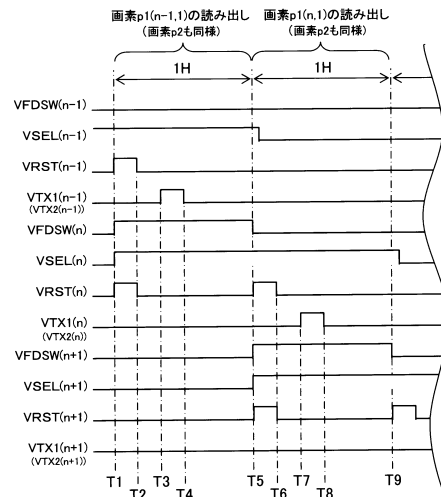 画素p1(n-1,1)の読み出し 画素p1(n,1)の読み出し
(画素p2も同様) (画素p2も同様)
1H 1H
VFDSW(n-1)
VSEL(n-1)
VRST(n-1)
VTX1(n-1)
(VTX2(n-1))
VFDSW(n)
VSEL(n)
VRST(n)
VTX1(n)
(VTX2(n))
VFDSW(n+1)
VSEL(n+1)
VRST(n+1)
VTX1(n+1)
(VTX2(n+1))
T1 T3 T5 T7 T9
T2 T4 T6 T8